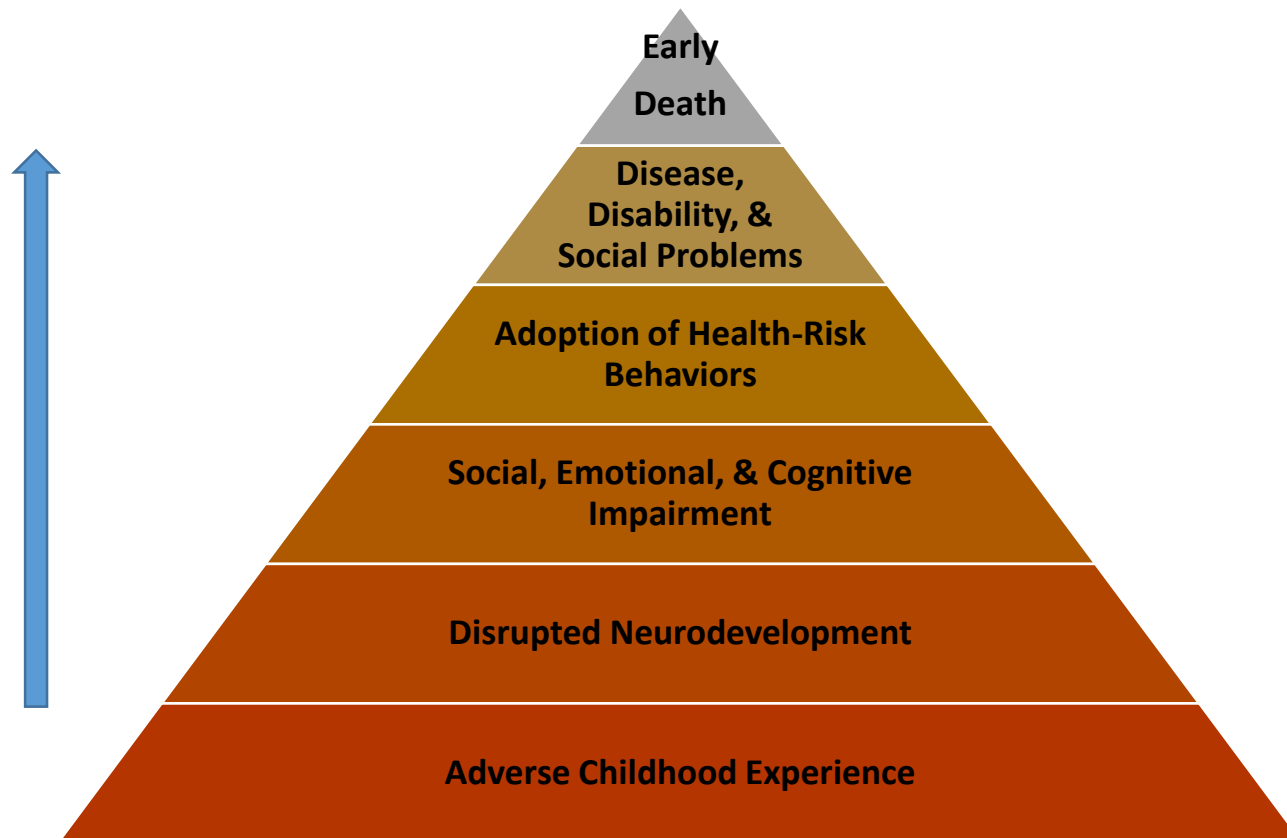 Early
Death
Disease,
Disability, &
Social Problems
Adoption of Health-Risk
Behaviors
Social, Emotional, & Cognitive
Impairment
Disrupted Neurodevelopment
Adverse Childhood Experience